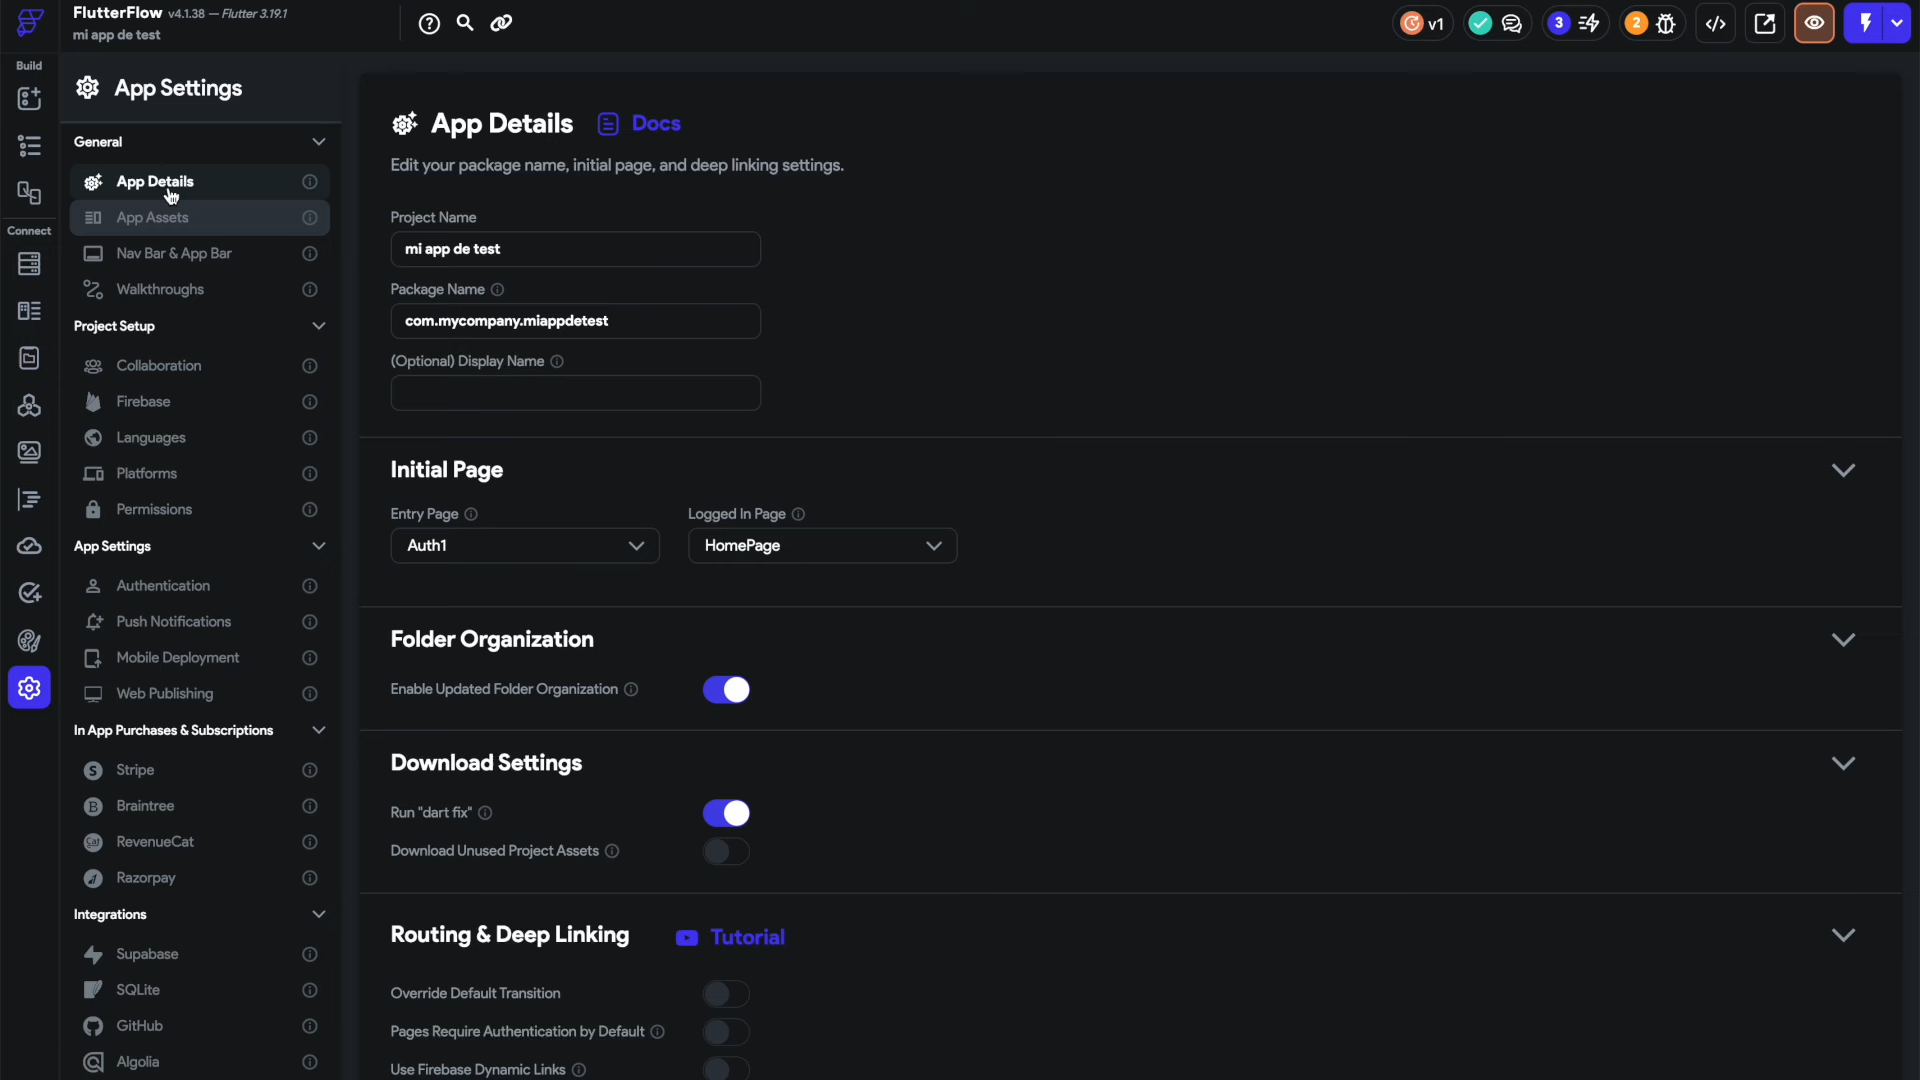 FlutterFlow v4.1.38 — Flutter 3.19.1
mi app de test
v1
3
2
Build
Connect
App Settings
General
App Details
App Assets
Nav Bar & App Bar
Walkthroughs
Project Setup
Collaboration
Firebase
Languages
Platforms
Permissions
App Settings
Authentication
Push Notifications
Mobile Deployment
Web Publishing
In App Purchases & Subscriptions
Stripe
Braintree
RevenueCat
Razorpay
Integrations
Supabase
SQLite
GitHub
Algolia
App Details Docs
Edit your package name, initial page, and deep linking settings.
Project Name
mi app de test
Package Name
com.mycompany.miappdetest
(Optional) Display Name
Initial Page
Entry Page Logged In Page
Auth1 HomePage
Folder Organization
Enable Updated Folder Organization
Download Settings
Run "dart fix"
Download Unused Project Assets
Routing & Deep Linking Tutorial
Override Default Transition
Pages Require Authentication by Default
Use Firebase Dynamic Links